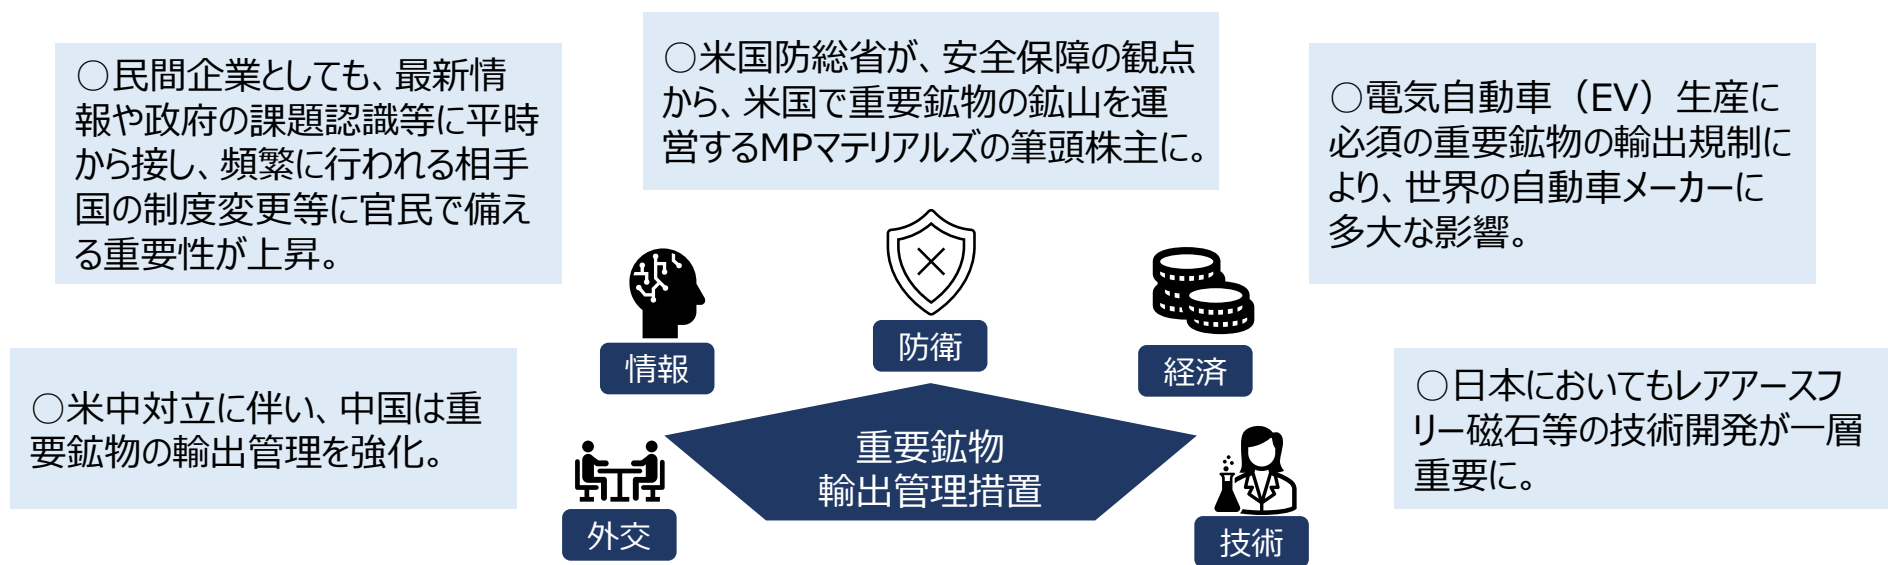 ○民間企業としても、最新情
報や政府の課題認識等に平時
から接し、頻繁に行われる相手
国の制度変更等に官民で備え
る重要性が上昇。
○米国防総省が、安全保障の観点
から、米国で重要鉱物の鉱山を運
営するMPマテリアルズの筆頭株主に。
○電気自動車（EV）生産に
必須の重要鉱物の輸出規制に
より、世界の自動車メーカーに
多大な影響。
情報
防衛
経済
○米中対立に伴い、中国は重
要鉱物の輸出管理を強化。
重要鉱物
輸出管理措置
○日本においてもレアアースフ
リー磁石等の技術開発が一層
重要に。
外交
技術